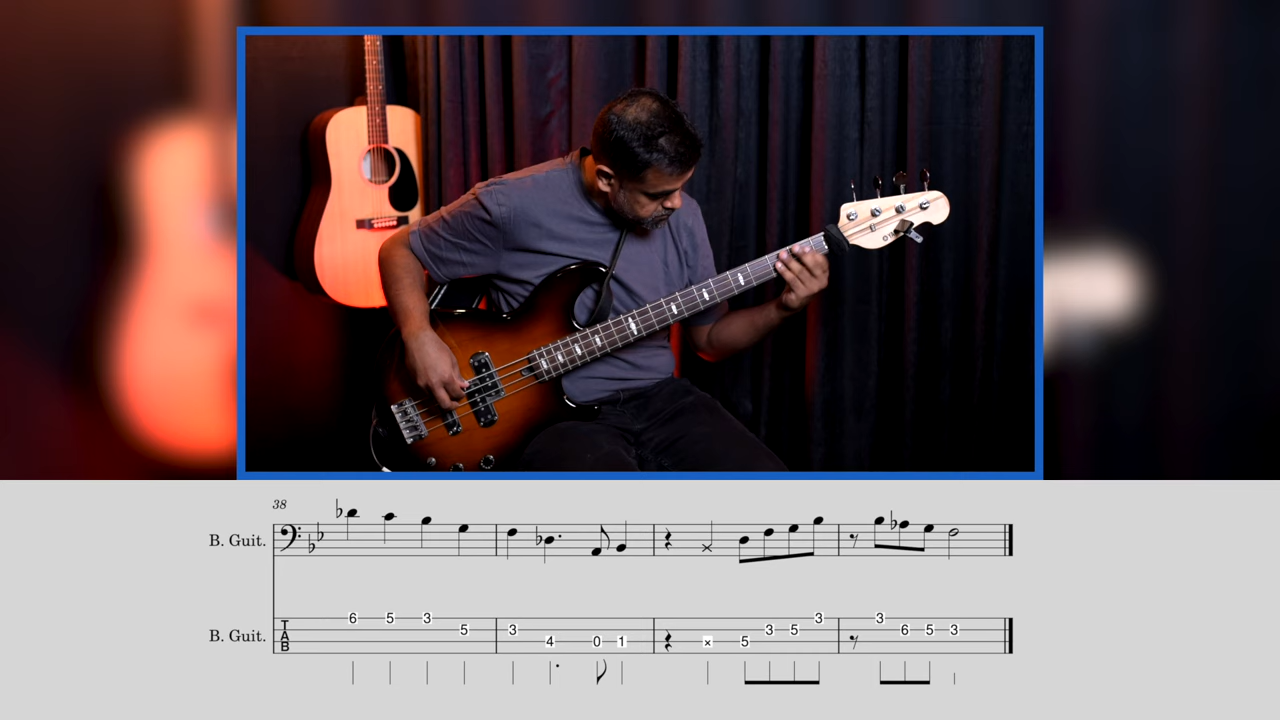 38
B. Guit.
B. Guit.
T
A
B
6 5 3 5 3 4 0 1 × 5 3 5 3 3 6 5 3